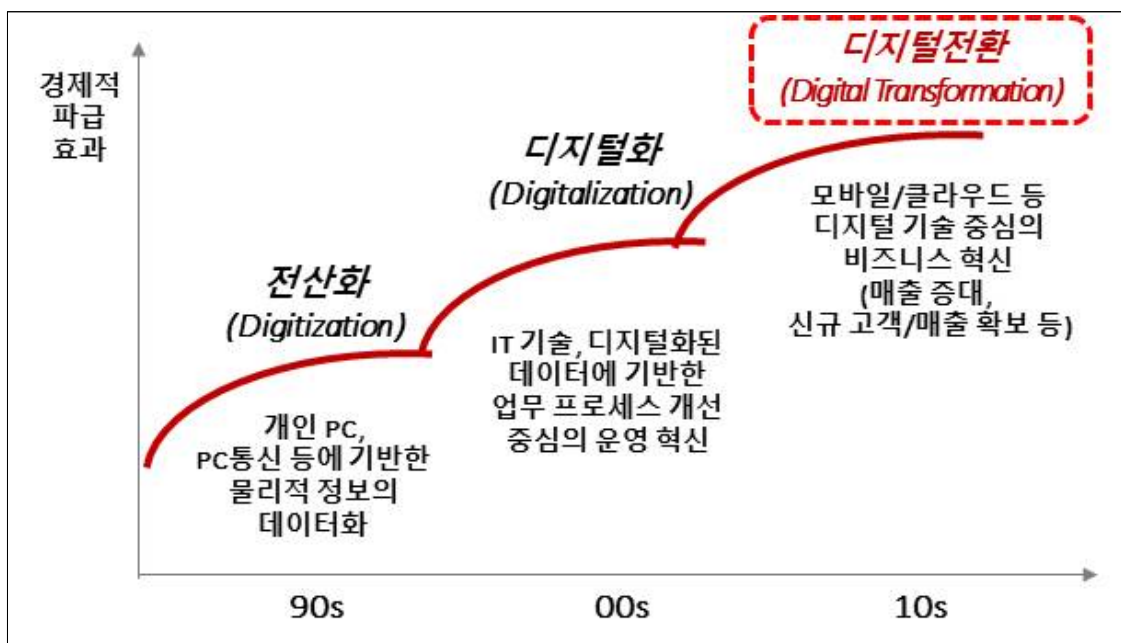 경제적
파급
효과
전산화
(Digitization)
개인 PC,
PC통신 등에 기반한
물리적 정보의
데이터화
디지털화
(Digitalization)
IT 기술, 디지털화된
데이터에 기반한
업무 프로세스 개선
중심의 운영 혁신
디지털전환
(Digital Transformation)
모바일/클라우드 등
디지털 기술 중심의
비즈니스 혁신
(매출 증대,
신규 고객/매출 확보 등)
90s
00s
10s